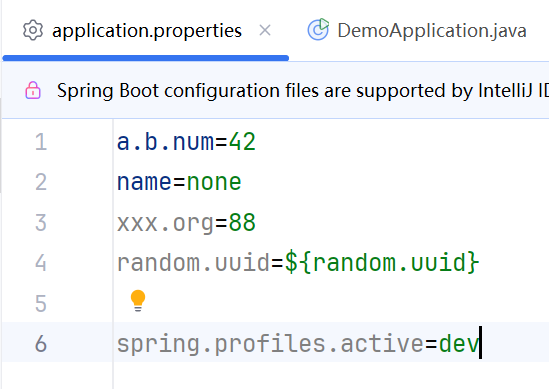 application.properties
DemoApplication.java
Spring Boot configuration files are supported by IntelliJ ID
1 a.b.num=42
2 name=none
3 xxx.org=88
4 random.uuid=${random.uuid}
5
6 spring.profiles.active=dev